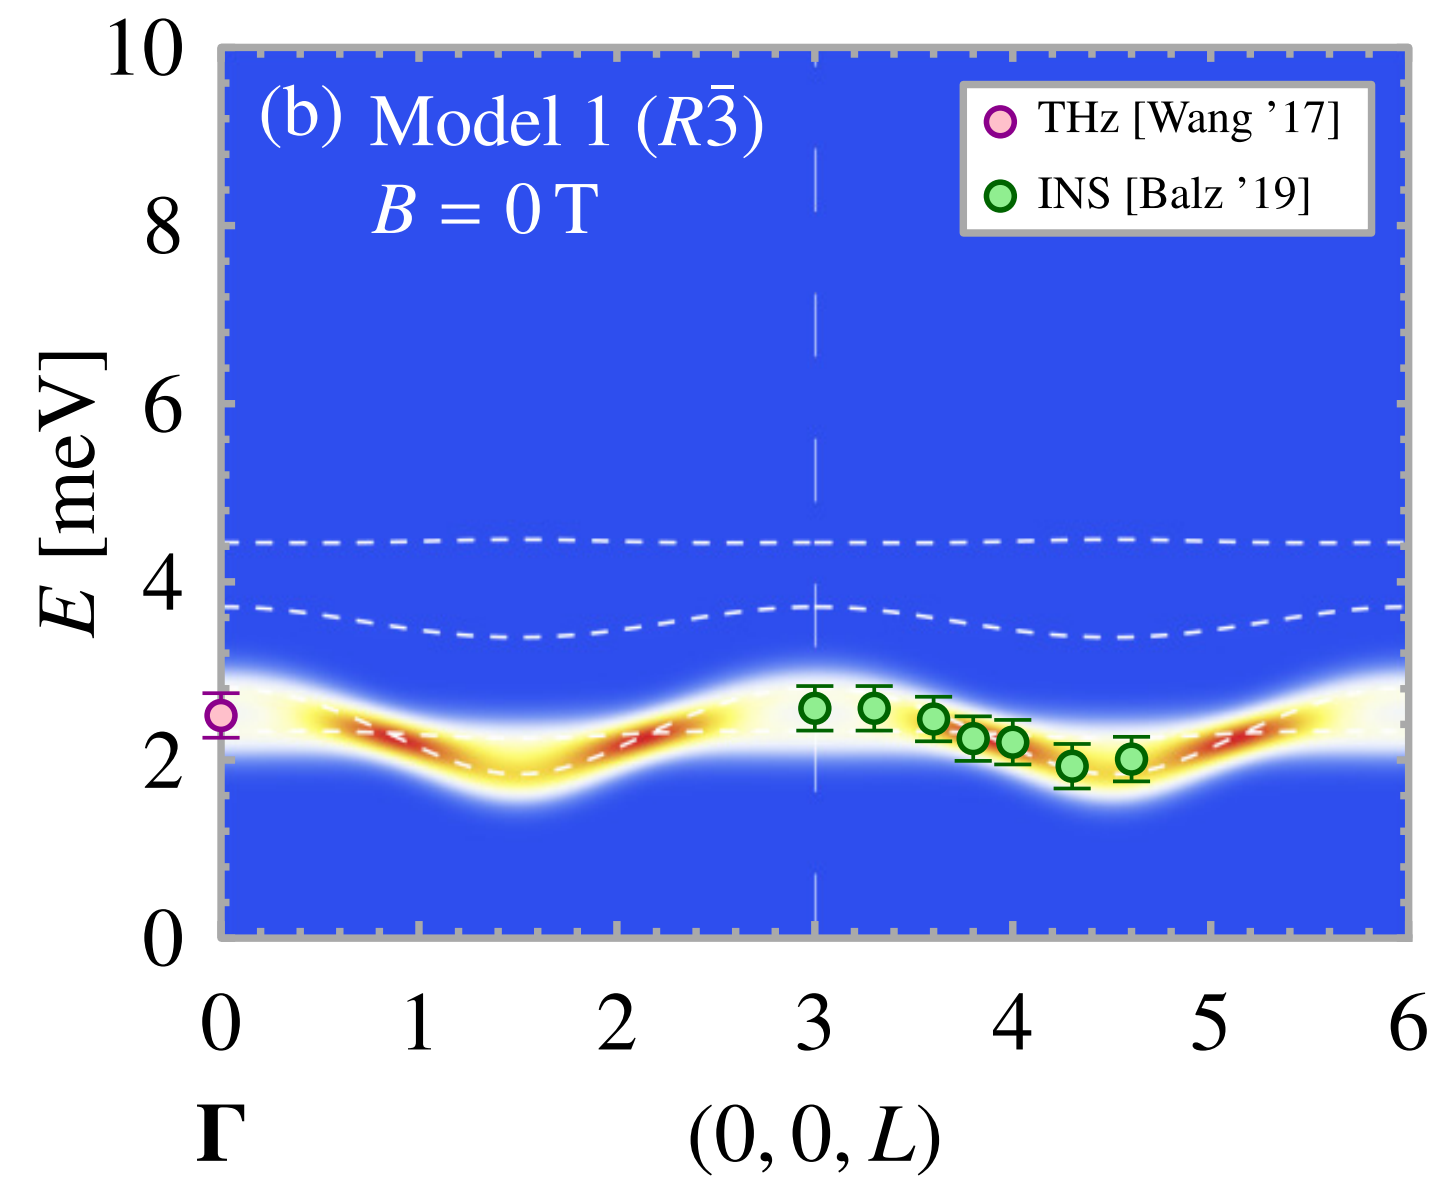 10
(b) Model 1 (R3̄)
B = 0 T
THz [Wang ’17]
INS [Balz ’19]
8
6
4
2
0
E [meV]
0 1 2 3 4 5 6
Γ (0, 0, L)